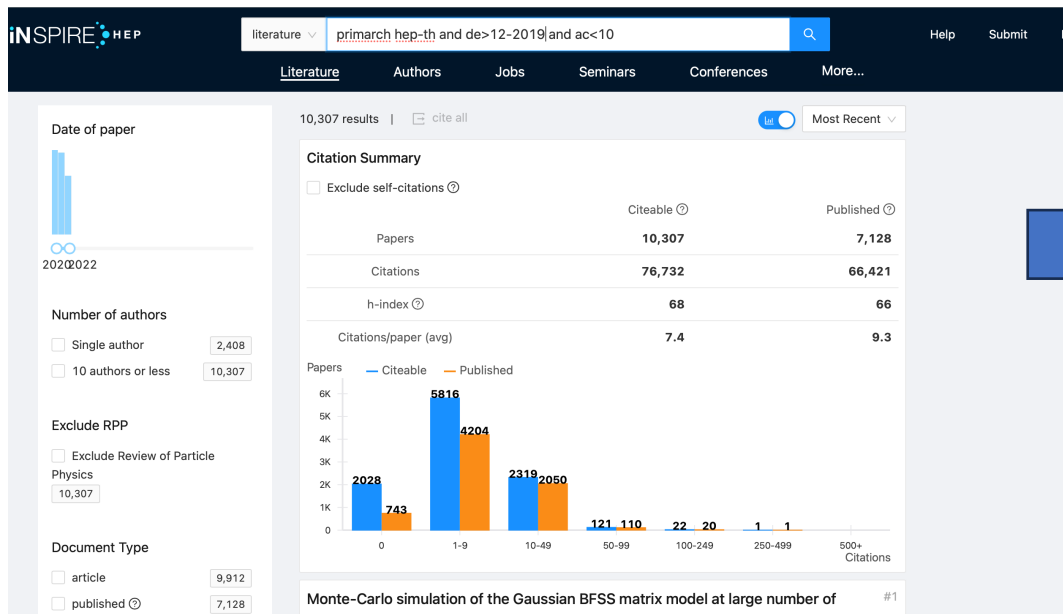 iNSPIRE HEP
literature primarch hep-th and de>12-2019 and ac<10
Help Submit
Literature Authors Jobs Seminars Conferences More...
Date of paper
2020 2022
Number of authors
Single author 2,408
10 authors or less 10,307
Exclude RPP
Exclude Review of Particle
Physics
10,307
Document Type
article 9,912
published 7,128
10,307 results | cite all
Most Recent
Citation Summary
Exclude self-citations
Citeable Published
Papers 10,307 7,128
Citations 76,732 66,421
h-index 68 66
Citations/paper (avg) 7.4 9.3
Papers
Citeable Published
6K
5K
4K
3K
2K
1K
0
2028 743 5816 4204 2319 2050 121 110 22 20 1 1
0 1-9 10-49 50-99 100-249 250-499 500+
Citations
Monte-Carlo simulation of the Gaussian BFSS matrix model at large number of #1